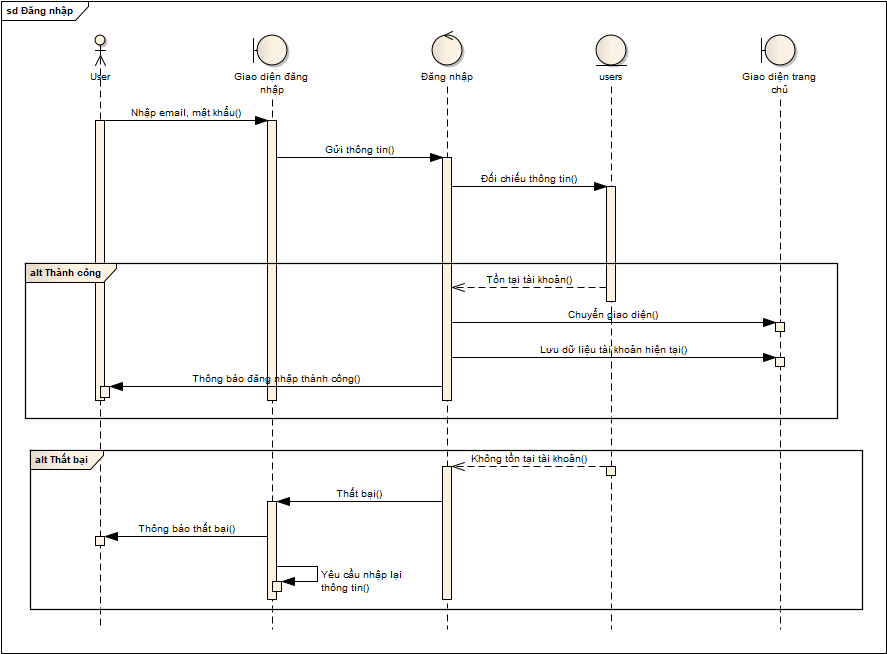 sd Đăng nhập
User
Giao diện đăng
nhập
Đăng nhập
users
Giao diện trang
chủ
Nhập email, mật khẩu()
Gửi thông tin()
Đối chiếu thông tin()
alt Thành công
Tồn tại tài khoản()
Chuyển giao diện()
Lưu dữ liệu tài khoản hiện tại()
Thông báo đăng nhập thành công()
alt Thất bại
Không tồn tại tài khoản()
Thất bại()
Thông báo thất bại()
Yêu cầu nhập lại
thông tin()